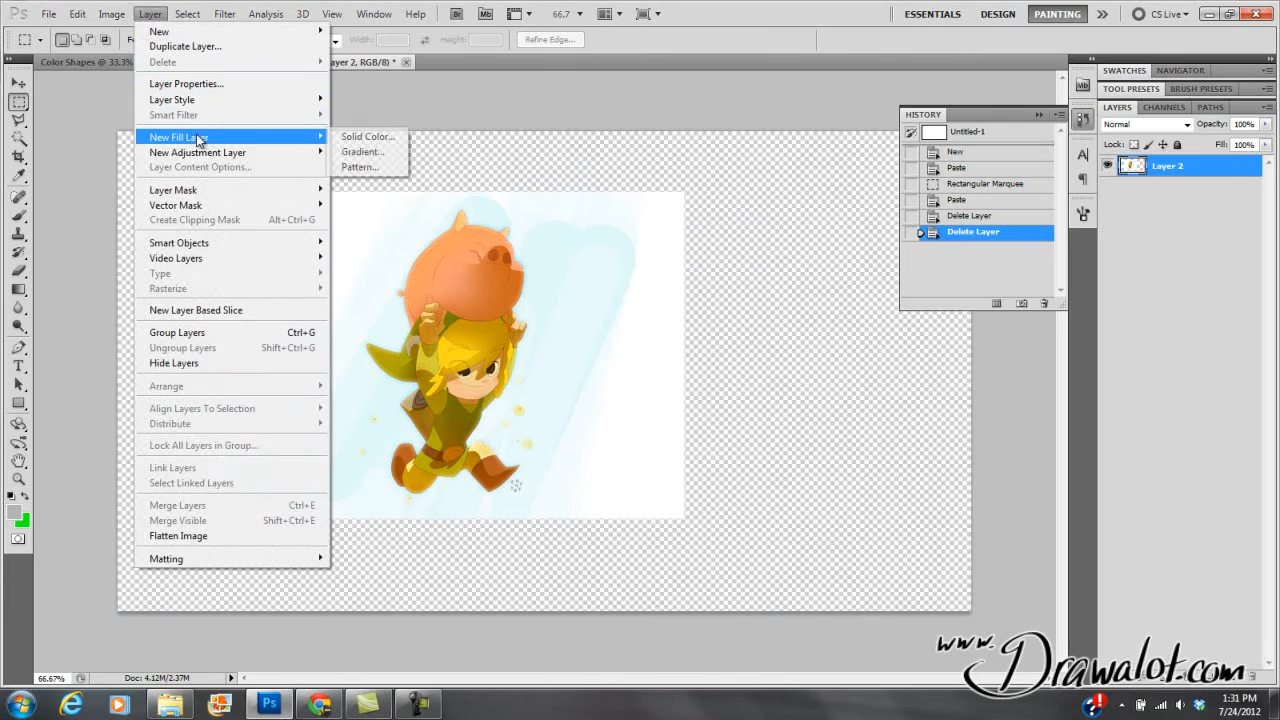 Ps File Edit Image Layer Select Filter Analysis 3D View Window Help Br Mb 66.7 ESSENTIALS DESIGN PAINTING CS Live
Width: Height: Refine Edge...
Color Shapes @ 33.3% ayer 2, RGB/8) *
New
Duplicate Layer...
Delete
Layer Properties...
Layer Style
Smart Filter
New Fill Layer
New Adjustment Layer
Layer Content Options...
Layer Mask
Vector Mask
Create Clipping Mask Alt+Ctrl+G
Smart Objects
Video Layers
Type
Rasterize
New Layer Based Slice
Group Layers Ctrl+G
Ungroup Layers Shift+Ctrl+G
Hide Layers
Arrange
Align Layers To Selection
Distribute
Lock All Layers in Group...
Link Layers
Select Linked Layers
Merge Layers Ctrl+E
Merge Visible Shift+Ctrl+E
Flatten Image
Matting
Solid Color...
Gradient...
Pattern...
HISTORY
Untitled-1
New
Paste
Rectangular Marquee
Paste
Delete Layer
Delete Layer
SWATCHES NAVIGATOR
TOOL PRESETS BRUSH PRESETS
LAYERS CHANNELS PATHS
Normal Opacity: 100%
Lock: Fill: 100%
Layer 2
66.67% Doc: 4.12M/2.37M
www.
Drawalot.com
Ps
1:31 PM
7/24/2012